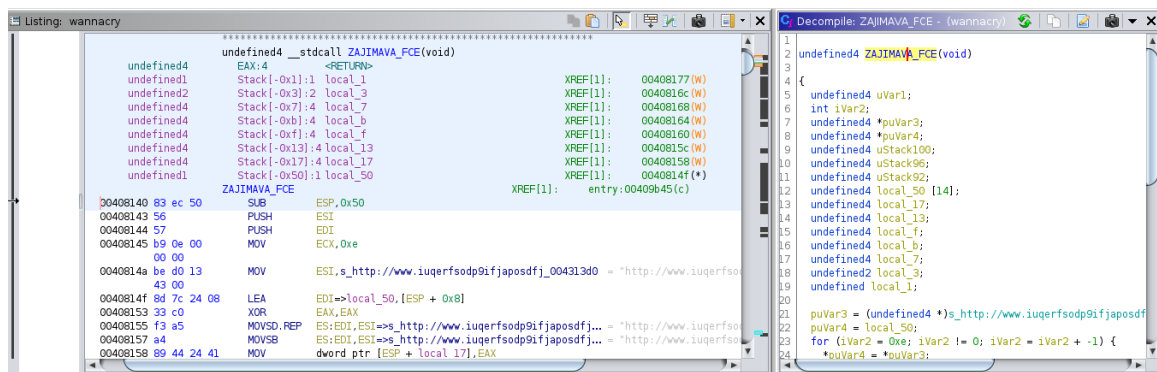 Listing: wannacry
************************************************************
undefined4 __stdcall ZAJIMAVA_FCE(void)
undefined4 EAX:4 <RETURN>
undefined1 Stack[-0x1]:1 local_1 XREF[1]: 00408177(W)
undefined2 Stack[-0x3]:2 local_3 XREF[1]: 0040816c(W)
undefined4 Stack[-0x7]:4 local_7 XREF[1]: 00408168(W)
undefined4 Stack[-0xb]:4 local_b XREF[1]: 00408164(W)
undefined4 Stack[-0xf]:4 local_f XREF[1]: 00408160(W)
undefined4 Stack[-0x13]:4 local_13 XREF[1]: 0040815c(W)
undefined4 Stack[-0x17]:4 local_17 XREF[1]: 00408158(W)
undefined1 Stack[-0x50]:1 local_50 XREF[1]: 0040814f(*)
ZAJIMAVA_FCE XREF[1]: entry:00409b45(c)
00408140 83 ec 50 SUB ESP,0x50
00408143 56 PUSH ESI
00408144 57 PUSH EDI
00408145 b9 0e 00 MOV ECX,0xe
00 00
0040814a be d0 13 MOV ESI,s_http://www.iuqerfsodp9ifjaposdfj_004313d0 = "http://www.iuqerfsod
43 00
0040814f 8d 7c 24 08 LEA EDI=>local_50,[ESP + 0x8]
00408153 33 c0 XOR EAX,EAX
00408155 f3 a5 MOVSD.REP ES:EDI,ESI=>s_http://www.iuqerfsodp9ifjaposdfj... = "http://www.iuqerfsod
00408157 a4 MOVSB ES:EDI,ESI=>s_http://www.iuqerfsodp9ifjaposdfj... = "http://www.iuqerfsod
00408158 89 44 24 41 MOV dword ptr [ESP + local_17],EAX
Decompile: ZAJIMAVA_FCE - (wannacry)
1
2 undefined4 ZAJIMAVA_FCE(void)
3
4 {
5 undefined4 uVar1;
6 int iVar2;
7 undefined4 *puVar3;
8 undefined4 *puVar4;
9 undefined4 uStack100;
10 undefined4 uStack96;
11 undefined4 uStack92;
12 undefined4 local_50 [14];
13 undefined4 local_17;
14 undefined4 local_13;
15 undefined4 local_f;
16 undefined4 local_b;
17 undefined4 local_7;
18 undefined2 local_3;
19 undefined local_1;
20
21 puVar3 = (undefined4 *)s_http://www.iuqerfsodp9ifjaposdf
22 puVar4 = local_50;
23 for (iVar2 = 0xe; iVar2 != 0; iVar2 = iVar2 + -1) {
24 *puVar4 = *puVar3;